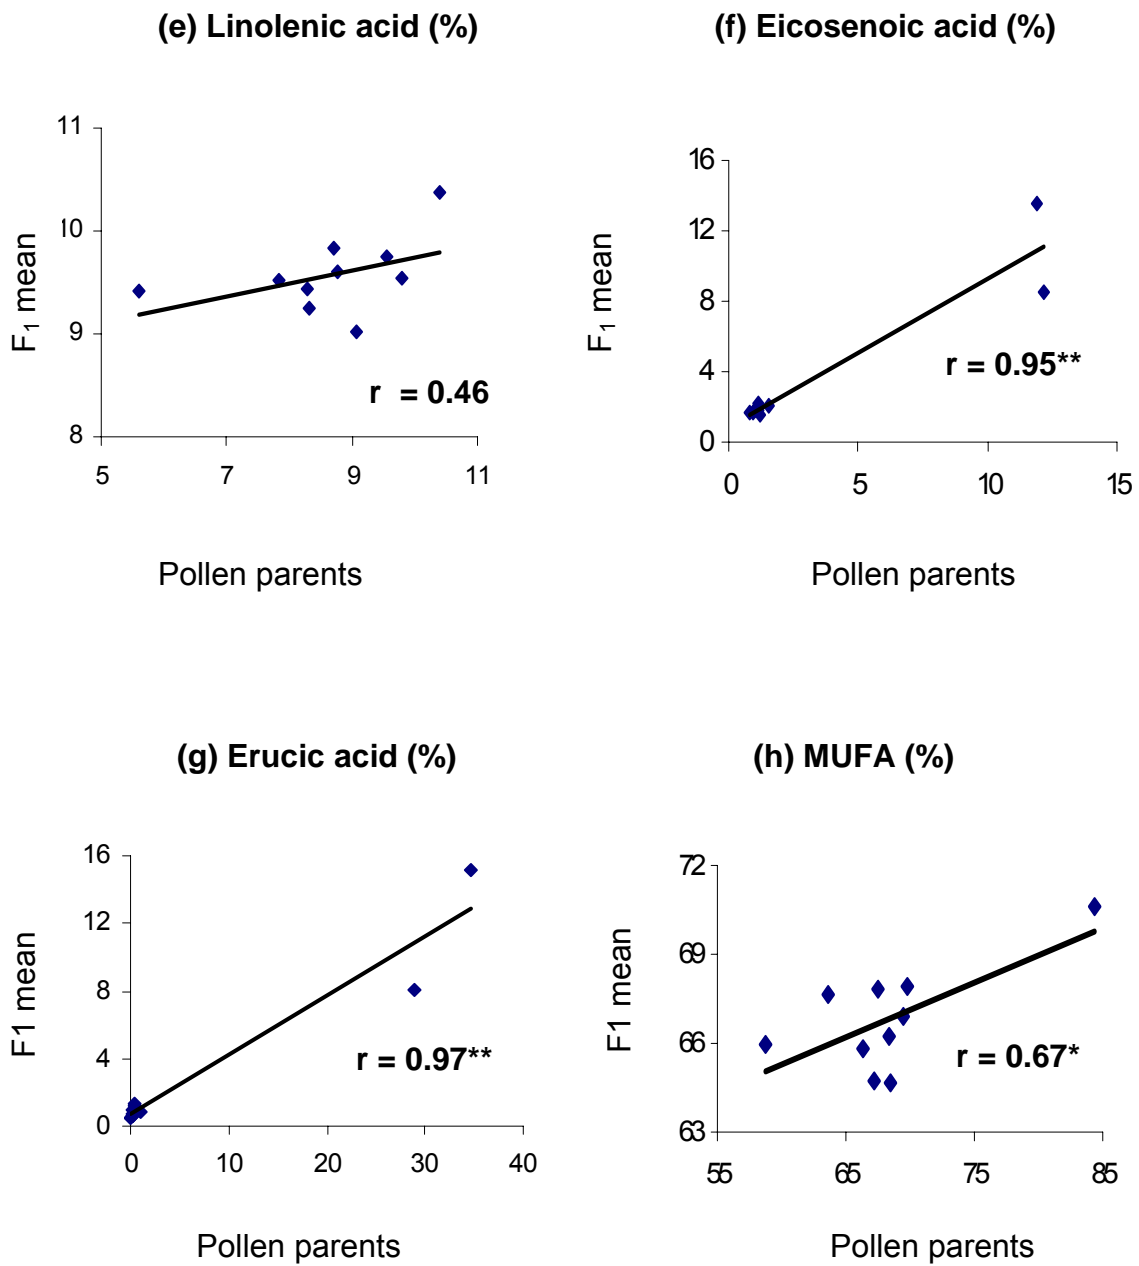 (e) Linolenic acid (%)
11
10
9
8
5 7 9 11
F1 mean
r = 0.46
Pollen parents
(f) Eicosenoic acid (%)
16
12
8
4
0
0 5 10 15
F1 mean
r = 0.95**
Pollen parents
(g) Erucic acid (%)
16
12
8
4
0
0 10 20 30 40
F1 mean
r = 0.97**
Pollen parents
(h) MUFA (%)
72
69
66
63
55 65 75 85
F1 mean
r = 0.67*
Pollen parents